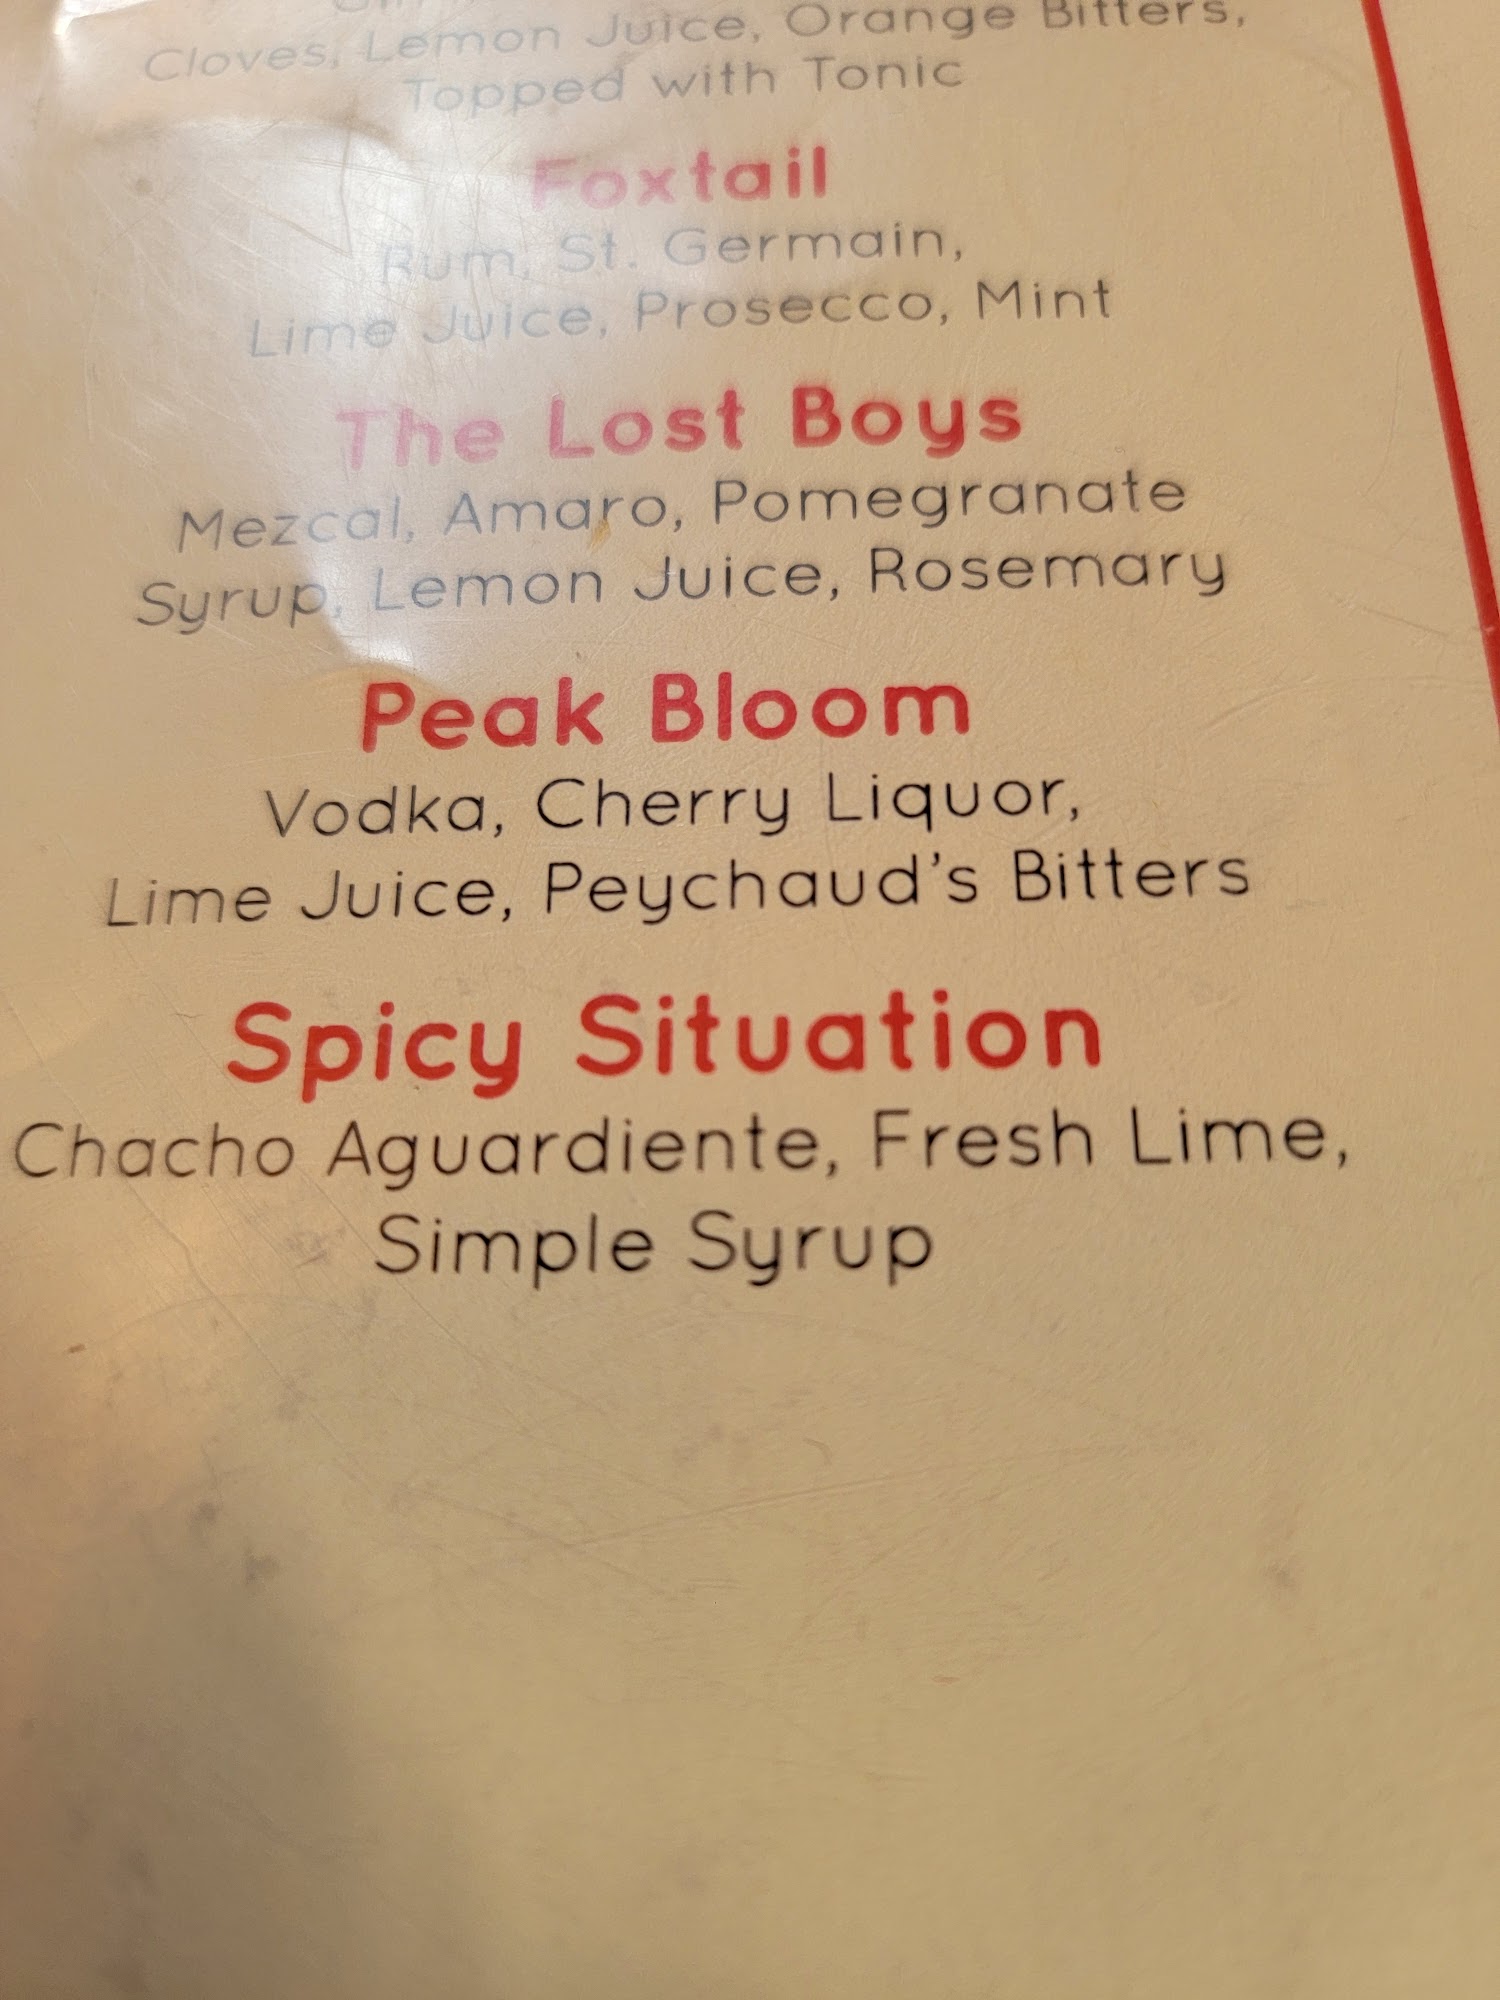 Cloves, Lemon Juice, Orange Bitters,
Topped with Tonic
Foxtail
Rum, St. Germain,
Lime Juice, Prosecco, Mint
The Lost Boys
Mezcal, Amaro, Pomegranate
Syrup, Lemon Juice, Rosemary
Peak Bloom
Vodka, Cherry Liquor,
Lime Juice, Peychaud's Bitters
Spicy Situation
Chacho Aguardiente, Fresh Lime,
Simple Syrup